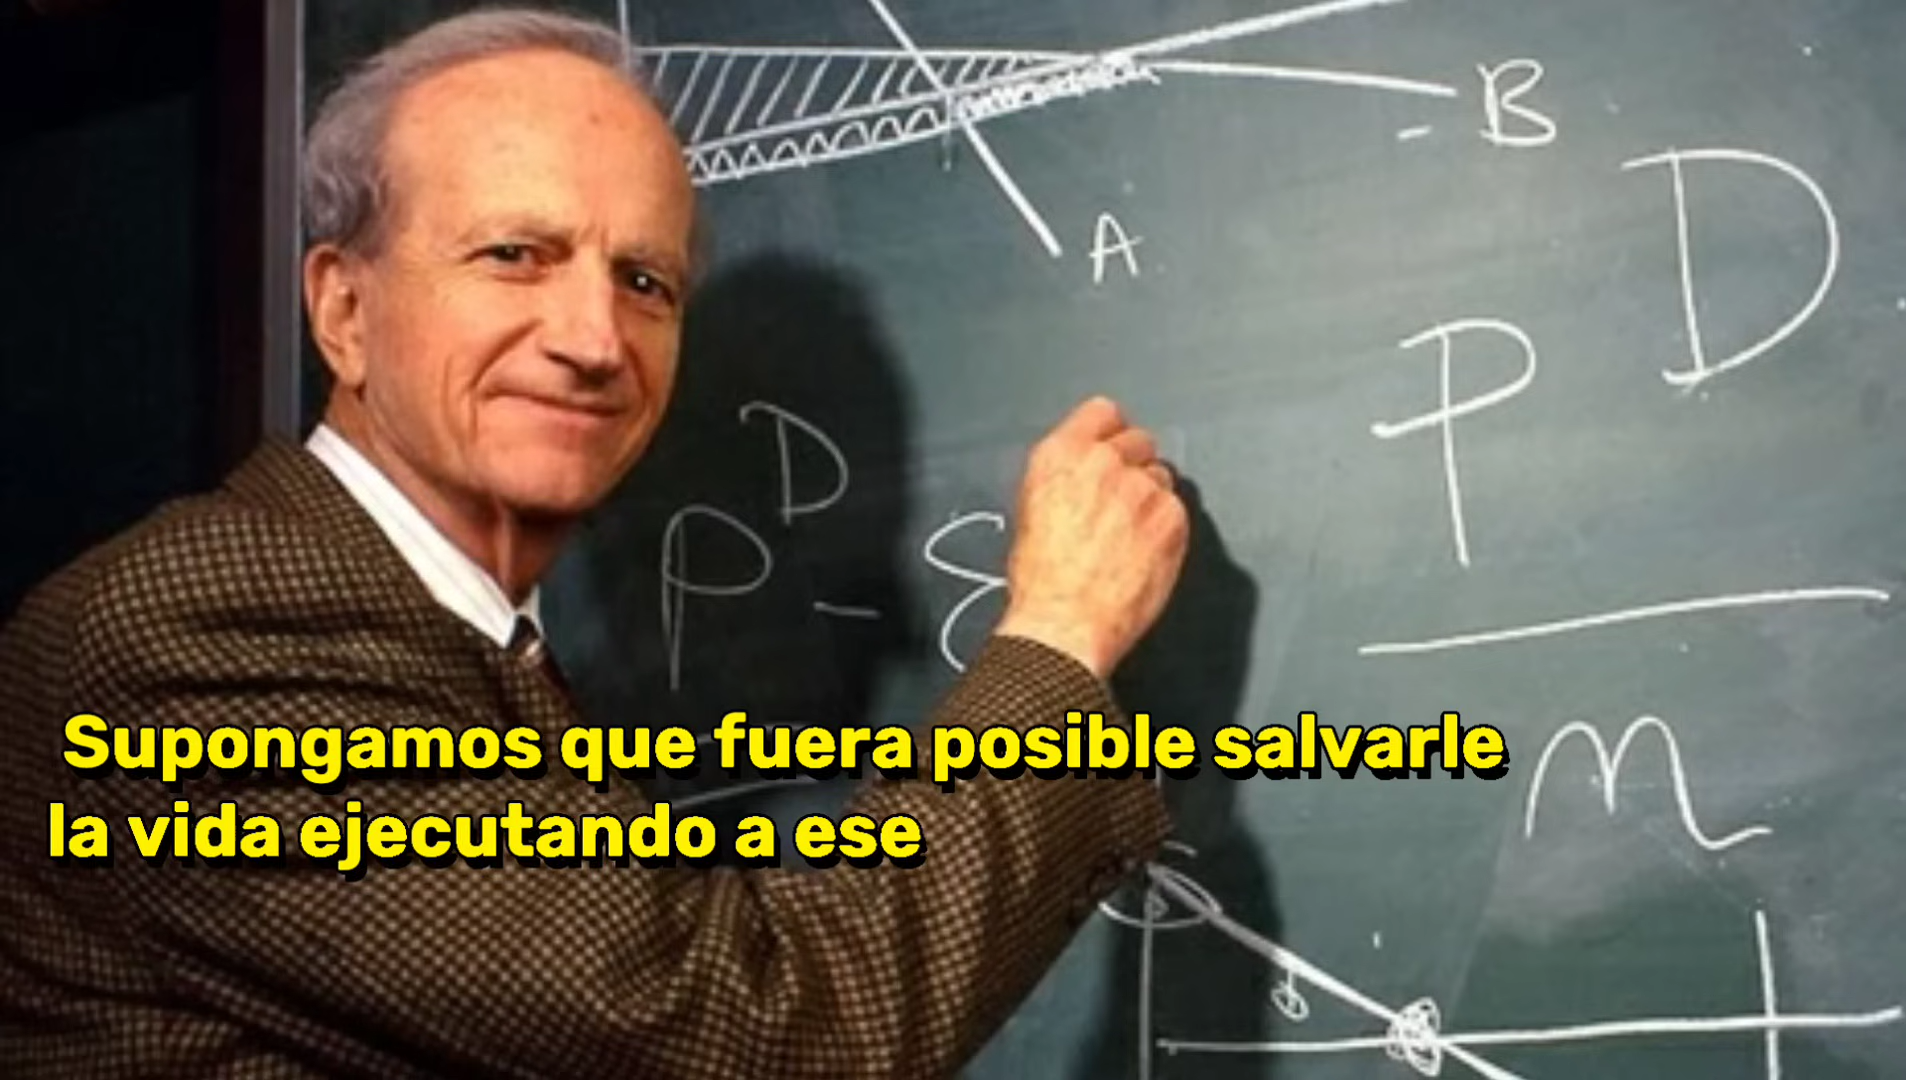 B
A
D
P
D
P -
Supongamos que fuera posible salvarle
la vida ejecutando a ese
m